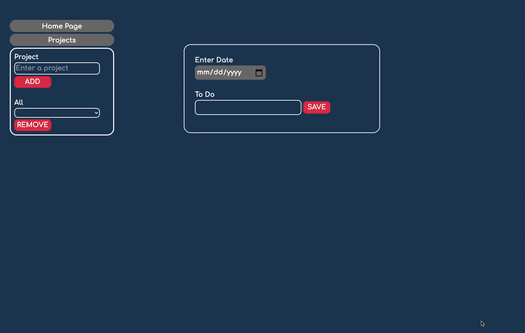 Home Page
Projects
Project
Enter a project
ADD
All
REMOVE
Enter Date
mm/dd/yyyy
To Do
SAVE